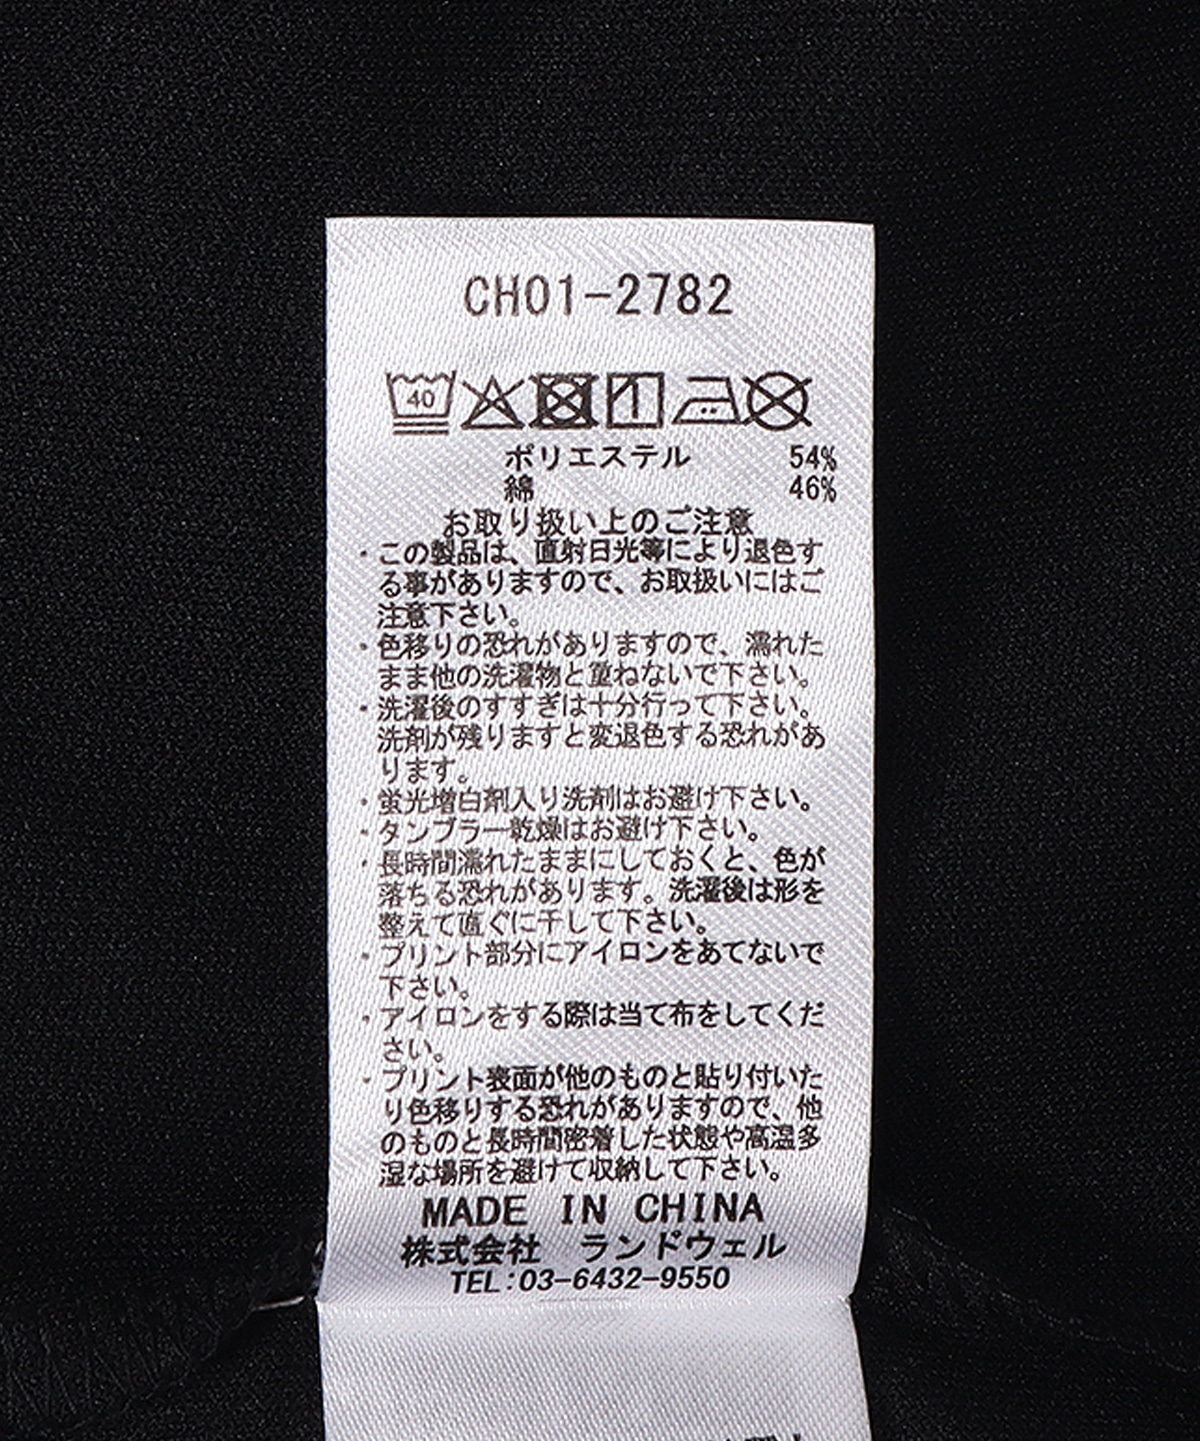 CH01-2782
40
ポリエステル 54%
綿 46%
お取り扱い上のご注意
・この製品は、直射日光等により退色す
る事がありますので、お取扱いにはご
注意下さい。
・色移りの恐れがありますので、濡れた
まま他の洗濯物と重ねないで下さい。
・洗濯後のすすぎは十分行って下さい。
洗剤が残りますと変退色する恐れがあ
ります。
・蛍光増白剤入り洗剤はお避け下さい。
・タンブラー乾燥はお避け下さい。
・長時間濡れたままにしておくと、色が
落ちる恐れがあります。洗濯後は形を
整えて直ぐに干して下さい。
・プリント部分にアイロンをあてないで
下さい。
・アイロンをする際は当て布をしてくだ
さい。
・プリント表面が他のものと貼り付いた
り色移りする恐れがありますので、他
のものと長時間密着した状態や高温多
湿な場所を避けて収納して下さい。
MADE IN CHINA
株式会社 ランドウェル
TEL:03-6432-9550